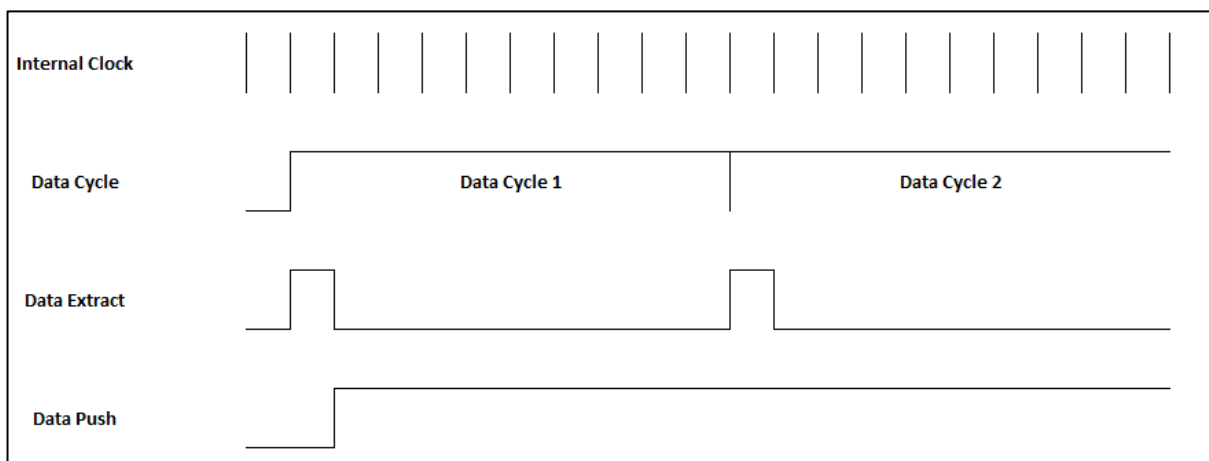 Internal Clock
Data Cycle
Data Cycle 1
Data Cycle 2
Data Extract
Data Push